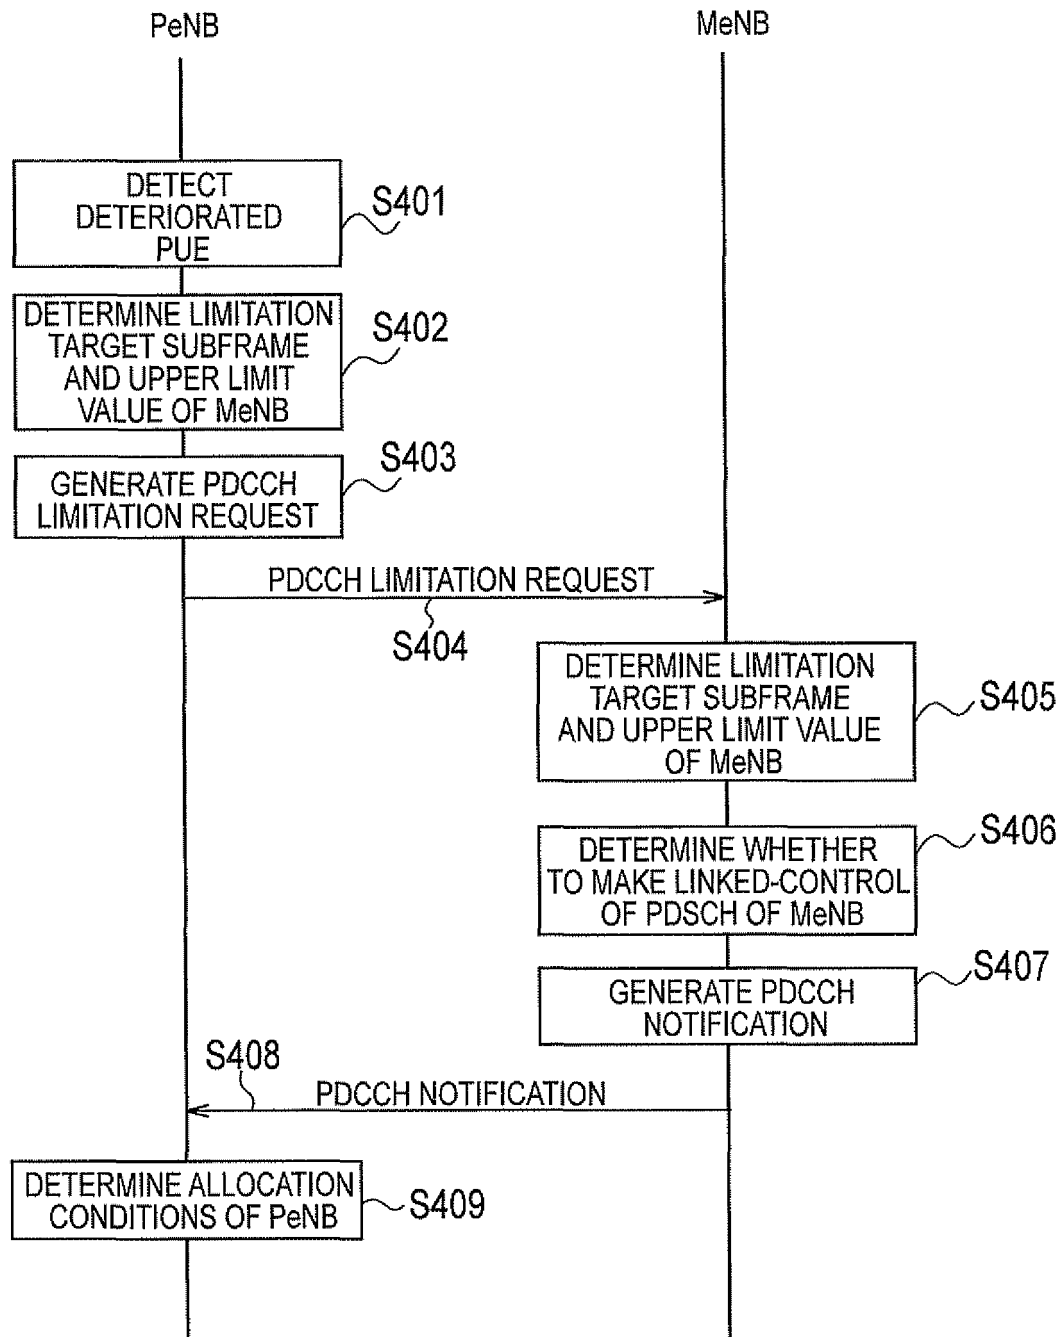 PeNB
MeNB
DETECT
DETERIORATED
PUE
S401
DETERMINE LIMITATION
TARGET SUBFRAME
AND UPPER LIMIT
VALUE OF MeNB
S402
GENERATE PDCCH
LIMITATION REQUEST
S403
PDCCH LIMITATION REQUEST
S404
DETERMINE LIMITATION
TARGET SUBFRAME
AND UPPER LIMIT VALUE
OF MeNB
S405
DETERMINE WHETHER
TO MAKE LINKED-CONTROL
OF PDSCH OF MeNB
S406
GENERATE PDCCH
NOTIFICATION
S407
S408
PDCCH NOTIFICATION
DETERMINE ALLOCATION
CONDITIONS OF PeNB
S409